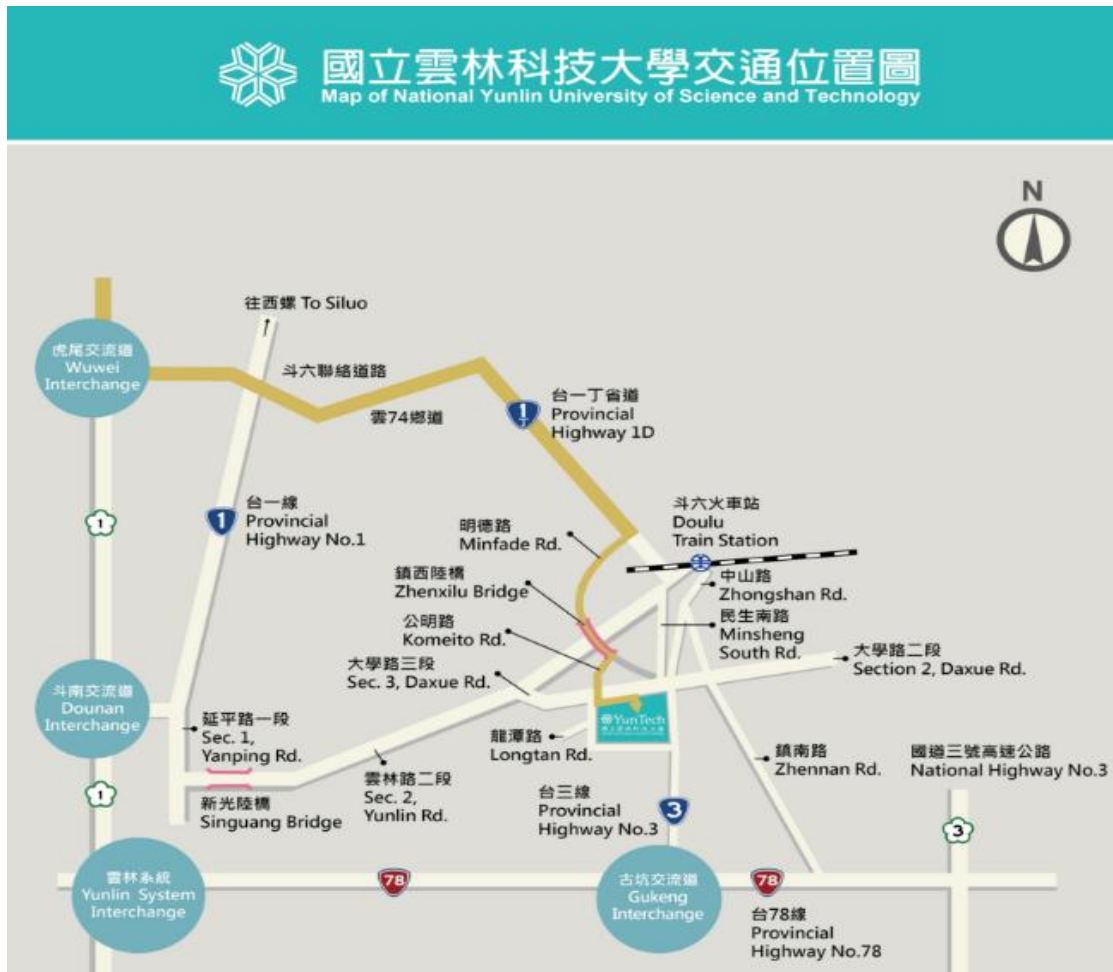 國立雲林科技大學交通位置圖
Map of National Yunlin University of Science and Technology
N
往西螺 To Siluo
虎尾交流道
Wuwei
Interchange
斗六聯絡道路
雲74鄉道
1
台一丁省道
Provincial
Highway 1D
1
1
台一線
Provincial
Highway No.1
斗六火車站
Doulu
Train Station
明德路
Minfade Rd.
鎮西陸橋
Zhenxilu Bridge
中山路
Zhongshan Rd.
公明路
Komeito Rd.
民生南路
Minsheng
South Rd.
大學路三段
Sec. 3, Daxue Rd.
大學路二段
Section 2, Daxue Rd.
斗南交流道
Dounan
Interchange
延平路一段
Sec. 1,
Yanping Rd.
YunTech
龍潭路
Longtan Rd.
鎮南路
Zhennan Rd.
國道三號高速公路
National Highway No.3
1
新光陸橋
Singuang Bridge
雲林路二段
Sec. 2,
Yunlin Rd.
台三線
Provincial
Highway No.3
3
3
雲林系統
Yunlin System
Interchange
78
古坑交流道
Gukeng
Interchange
78
台78線
Provincial
Highway No.78